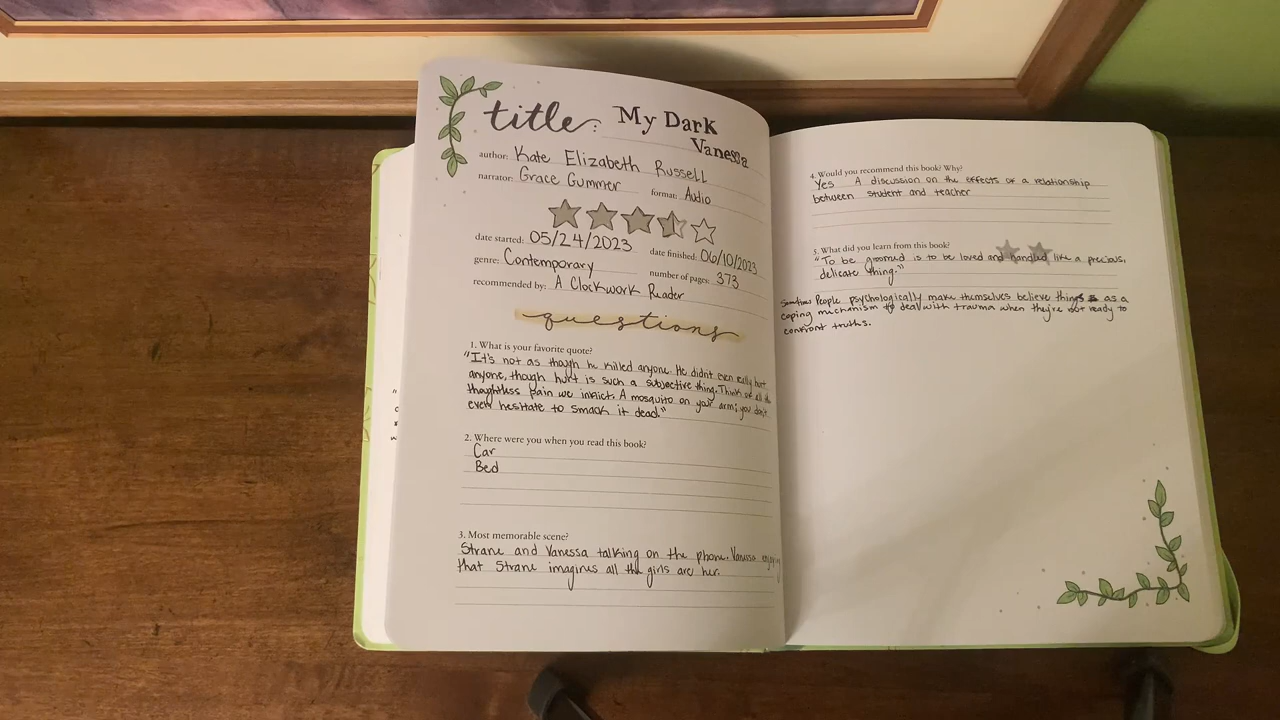 title: My Dark
Vanessa
author: Kate Elizabeth Russell
narrator: Grace Gummer format: Audio
date started: 05/24/2023 date finished: 06/10/2023
genre: Contemporary number of pages: 373
recommended by: A Clockwork Reader
questions
1. What is your favorite quote?
"It's not as though he killed anyone. He didn't even really hurt
anyone, though hurt is such a subjective thing. Think of all the
thoughtless pain we inflict. A mosquito on your arm; you don't
even hesitate to smack it dead."
2. Where were you when you read this book?
Car
Bed
3. Most memorable scene?
Strane and Vanessa talking on the phone. Vanessa enjoying
that Strane imagines all the girls are her.
4. Would you recommend this book? Why?
Yes A discussion on the effects of a relationship
between student and teacher
5. What did you learn from this book?
"To be groomed is to be loved and handled like a precious,
delicate thing."
Sometimes People psychologically make themselves believe things as a
coping mechanism to deal with trauma when they're not ready to
confront truths.